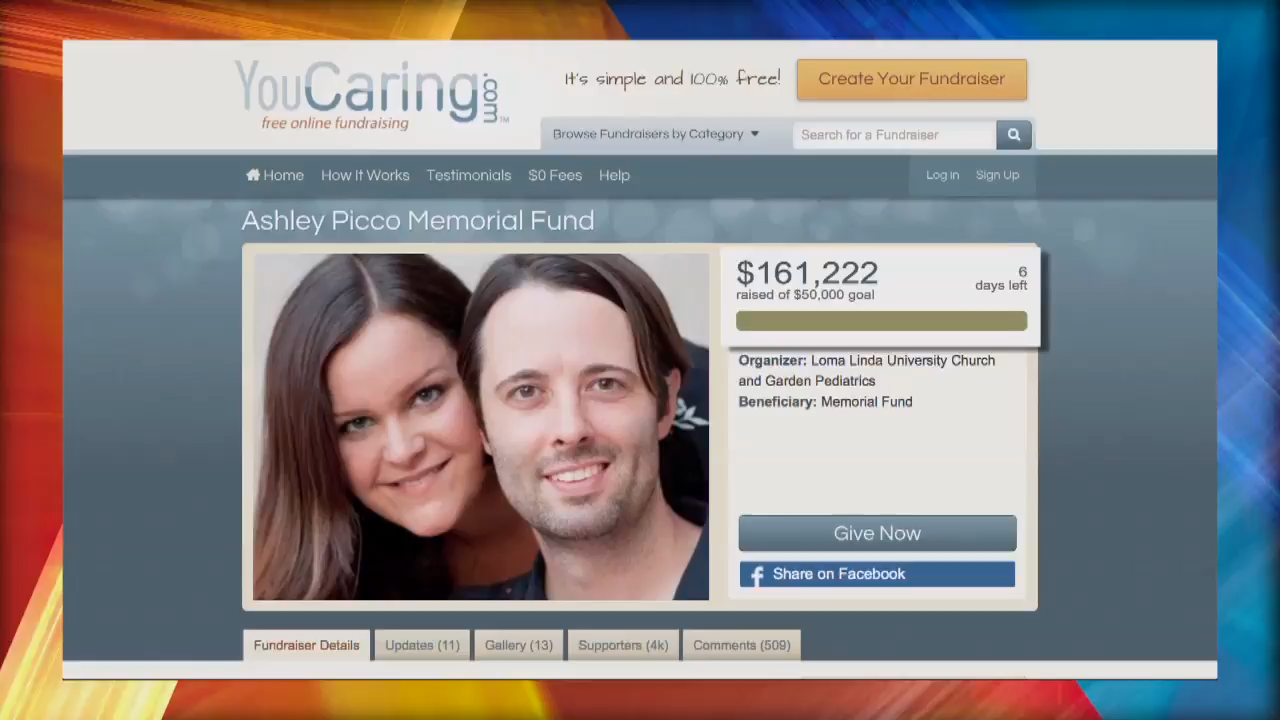 YouCaring.com™
free online fundraising
It's simple and 100% free!
Create Your Fundraiser
Browse Fundraisers by Category
Search for a Fundraiser
Home How It Works Testimonials $0 Fees Help
Log in Sign Up
Ashley Picco Memorial Fund
$161,222
raised of $50,000 goal
6
days left
Organizer: Loma Linda University Church
and Garden Pediatrics
Beneficiary: Memorial Fund
Give Now
f Share on Facebook
Fundraiser Details Updates (11) Gallery (13) Supporters (4k) Comments (509)